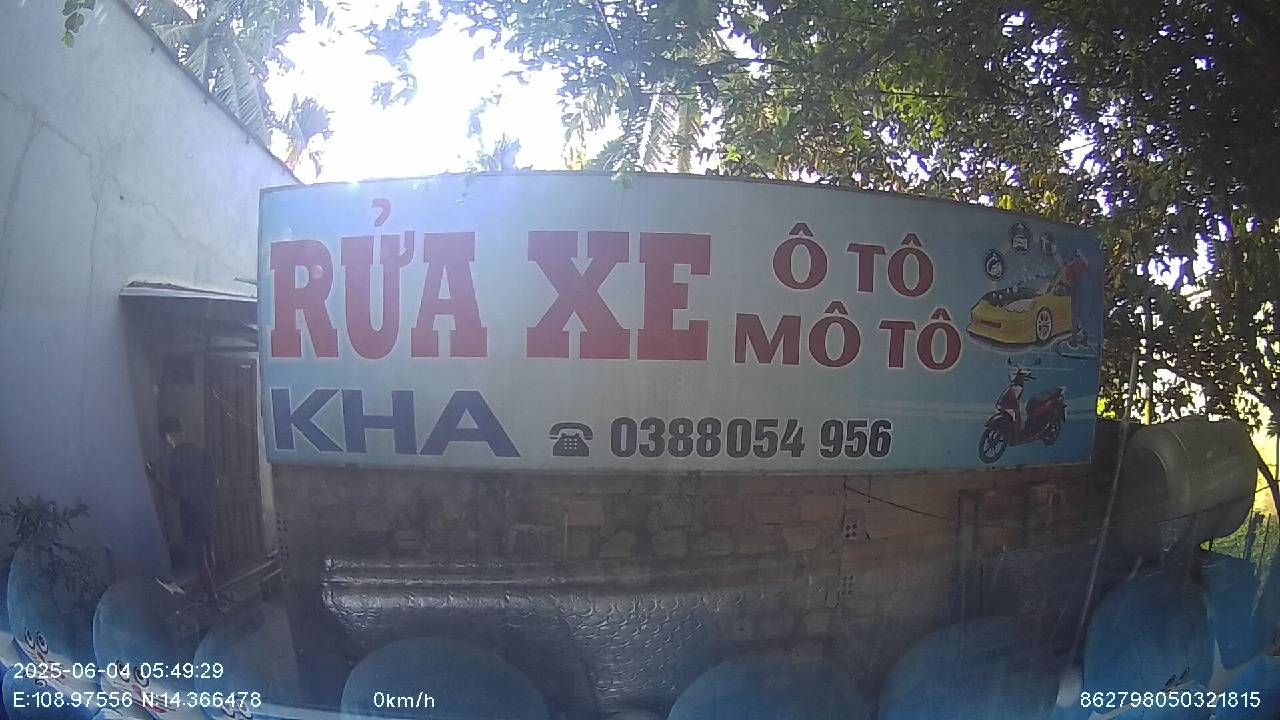 RỬA XE Ô TÔ
MÔ TÔ
KHA ☎ 0388054 956
2025-06-04 05:49:29
E:108.97556 N:14.366478 0km/h 862798050321815